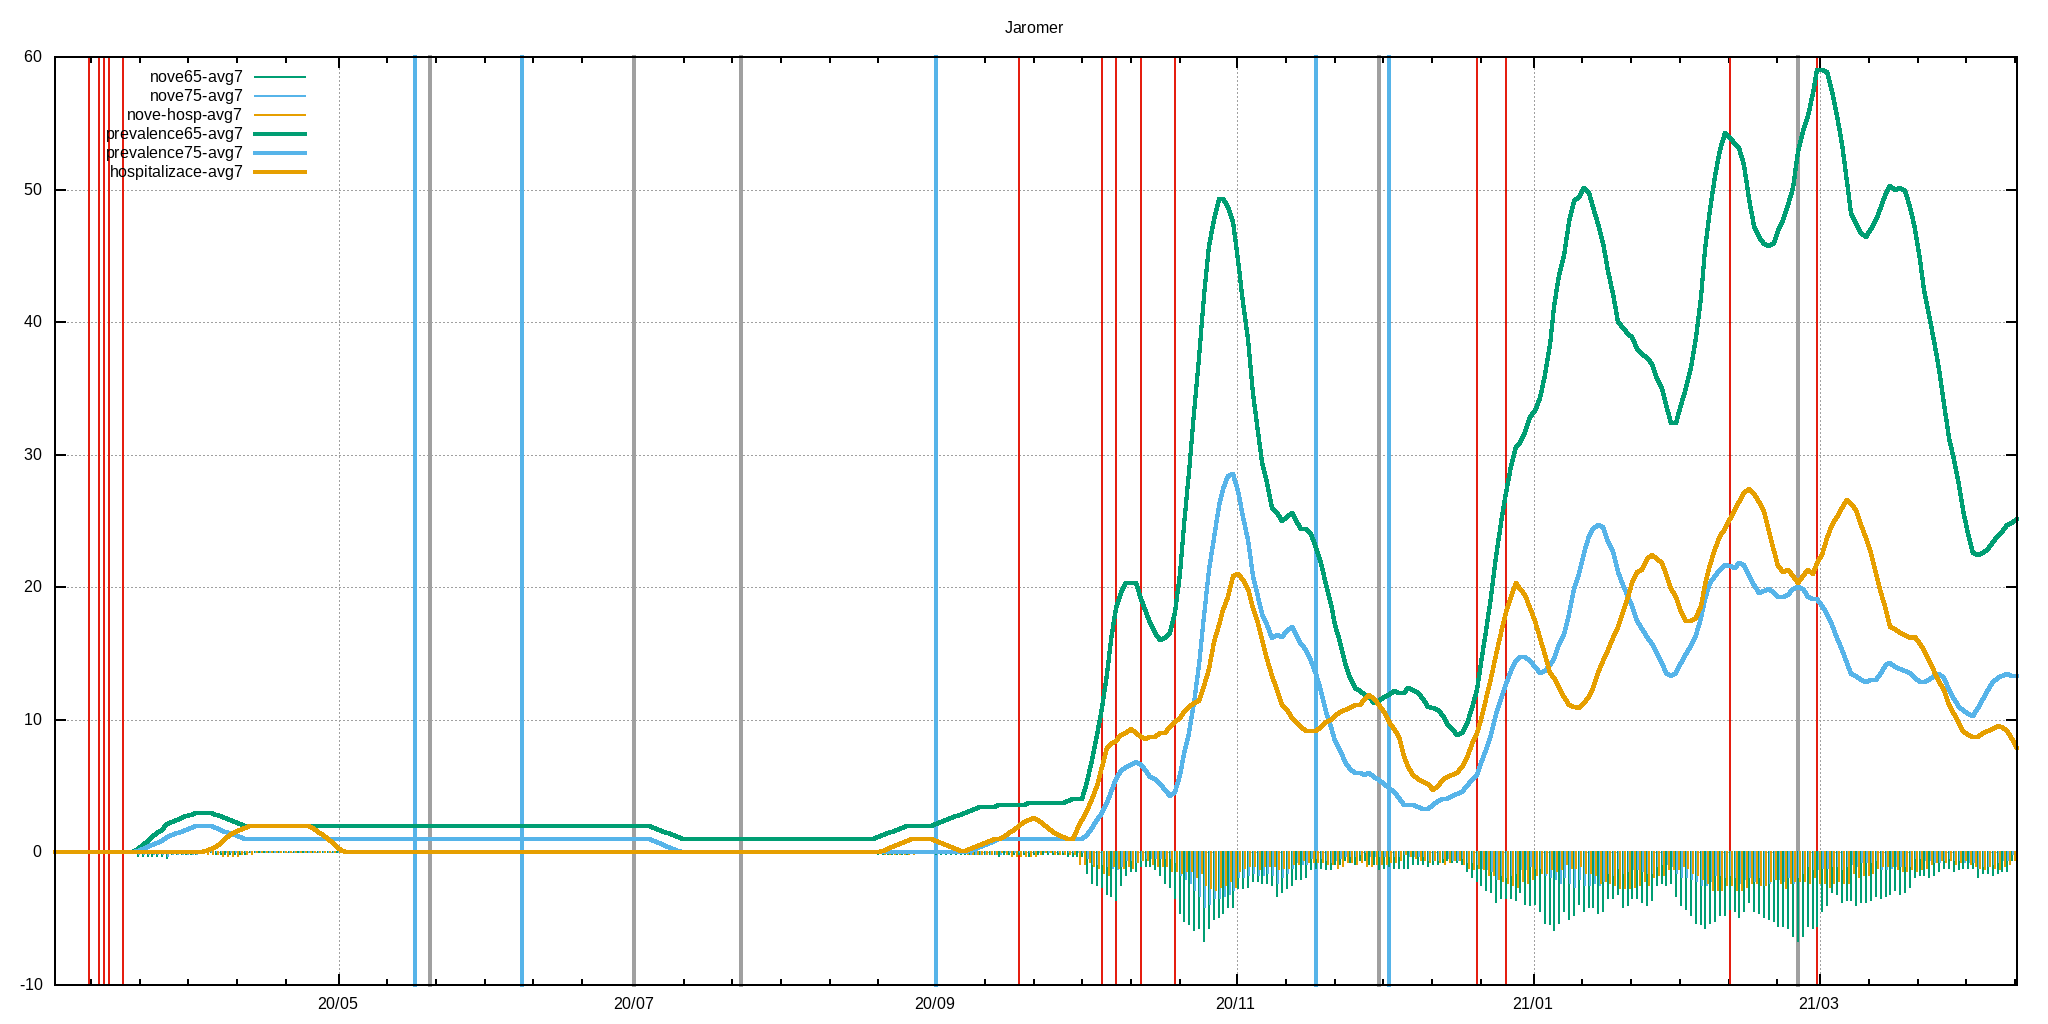 Jaromer
60
50
40
30
20
10
0
-10
nove65-avg7
nove75-avg7
nove-hosp-avg7
prevalence65-avg7
prevalence75-avg7
hospitalizace-avg7
20/05 20/07 20/09 20/11 21/01 21/03